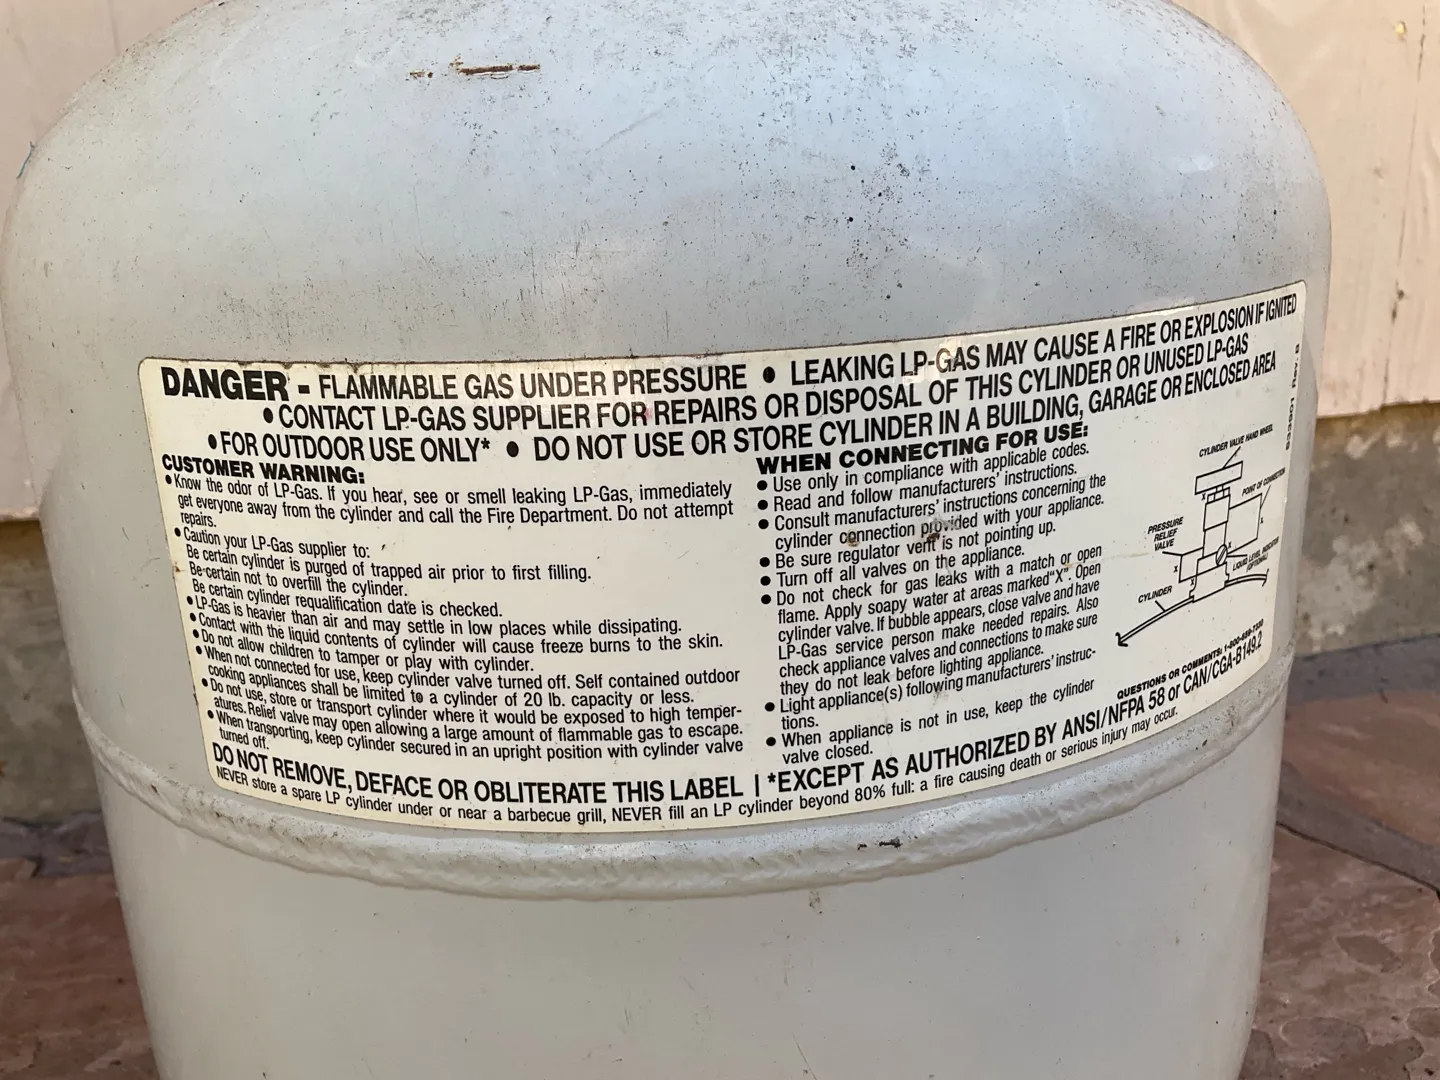 DANGER - FLAMMABLE GAS UNDER PRESSURE • LEAKING LP-GAS MAY CAUSE A FIRE OR EXPLOSION IF IGNITED
• CONTACT LP-GAS SUPPLIER FOR REPAIRS OR DISPOSAL OF THIS CYLINDER OR UNUSED LP-GAS
• FOR OUTDOOR USE ONLY* • DO NOT USE OR STORE CYLINDER IN A BUILDING, GARAGE OR ENCLOSED AREA
CUSTOMER WARNING:
• Know the odor of LP-Gas. If you hear, see or smell leaking LP-Gas, immediately
get everyone away from the cylinder and call the Fire Department. Do not attempt
repairs.
• Caution your LP-Gas supplier to:
Be certain cylinder is purged of trapped air prior to first filling.
Be certain not to overfill the cylinder.
Be certain cylinder requalification date is checked.
• LP-Gas is heavier than air and may settle in low places while dissipating.
• Contact with the liquid contents of cylinder will cause freeze burns to the skin.
• Do not allow children to tamper or play with cylinder.
• When not connected for use, keep cylinder valve turned off. Self contained outdoor
cooking appliances shall be limited to a cylinder of 20 lb. capacity or less.
• Do not use, store or transport cylinder where it would be exposed to high temper-
atures. Relief valve may open allowing a large amount of flammable gas to escape.
• When transporting, keep cylinder secured in an upright position with cylinder valve
turned off.
WHEN CONNECTING FOR USE:
• Use only in compliance with applicable codes.
• Read and follow manufacturers' instructions.
• Consult manufacturers' instructions concerning the
cylinder connection provided with your appliance.
• Be sure regulator vent is not pointing up.
• Turn off all valves on the appliance.
• Do not check for gas leaks with a match or open
flame. Apply soapy water at areas marked "X". Open
cylinder valve. If bubble appears, close valve and have
LP-Gas service person make needed repairs. Also
check appliance valves and connections to make sure
they do not leak before lighting appliance.
• Light appliance(s) following manufacturers' instruc-
tions.
• When appliance is not in use, keep the cylinder
valve closed.
CYLINDER VALVE HAND WHEEL
POINT OF CONNECTION
PRESSURE
RELIEF
VALVE
LIQUID LEVEL INDICATOR
(OPTIONAL)
CYLINDER
X
X
X
X
Rev. B
QUESTIONS OR COMMENTS:
DO NOT REMOVE, DEFACE OR OBLITERATE THIS LABEL | *EXCEPT AS AUTHORIZED BY ANSI/NFPA 58 or CAN/CGA-B149.2
NEVER store a spare LP cylinder under or near a barbecue grill, NEVER fill an LP cylinder beyond 80% full: a fire causing death or serious injury may occur.